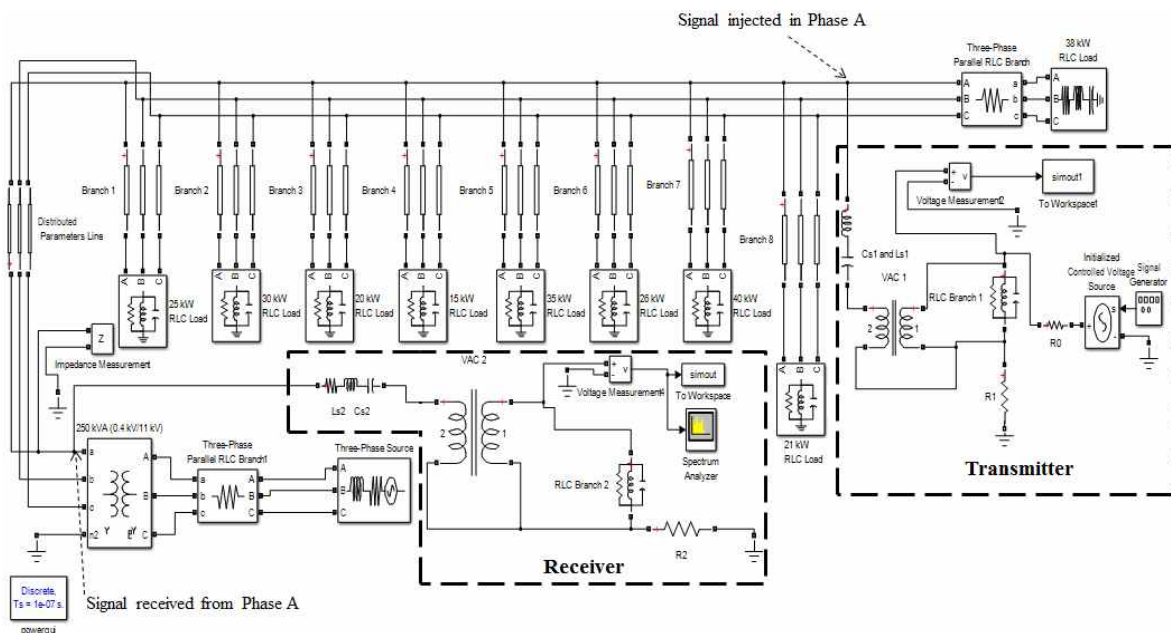 Signal injected in Phase A
Three-Phase
Parallel RLC Branch
38 kW
RLC Load
A
B
C
a
b
c
A
B
C
Branch 1
Branch 2
Branch 3
Branch 4
Branch 5
Branch 6
Branch 7
Branch 8
Distributed
Parameters Line
A B C
25 kW
RLC Load
A B C
30 kW
RLC Load
A B C
20 kW
RLC Load
A B C
15 kW
RLC Load
A B C
35 kW
RLC Load
A B C
26 kW
RLC Load
A B C
40 kW
RLC Load
A B C
21 kW
RLC Load
Z
Impedance Measurement
+
-
v
Voltage Measurement2
simout1
To Workspace1
Cs1 and Ls1
VAC 1
2
1
RLC Branch 1
Initialized
Controlled Voltage
Source
Signal
Generator
s
+
-
R0
R1
Transmitter
VAC 2
Ls2 Cs2
2
1
+
-
v
Voltage Measurement4
simout
To Workspace
Spectrum
Analyzer
RLC Branch 2
R2
Receiver
250 kVA (0.4 kV/11 kV)
a
b
c
n2
A
B
C
Three-Phase
Parallel RLC Branch1
a
b
c
A
B
C
Three-Phase Source
A
B
C
Discrete,
Ts = 1e-07 s.
powergui
Signal received from Phase A